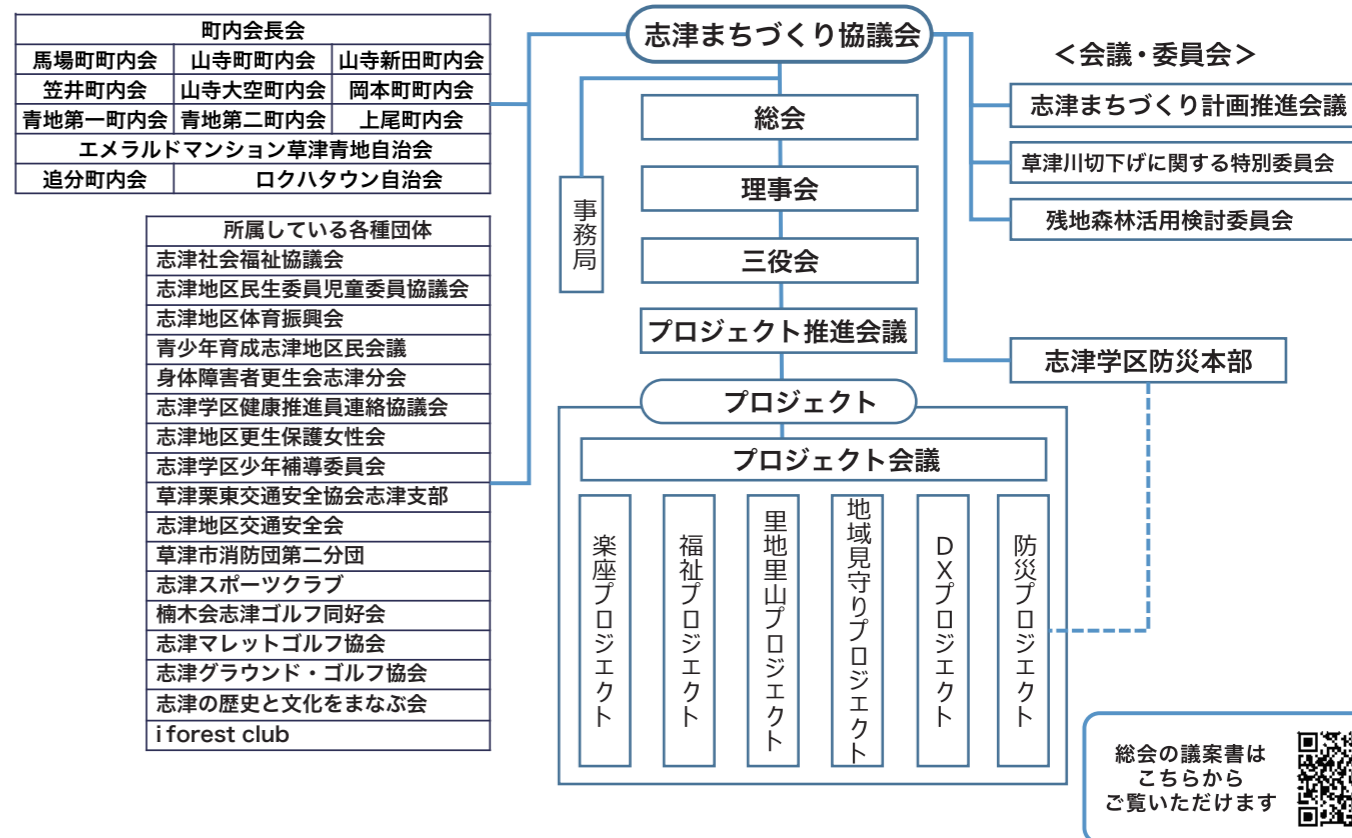 町内会長会
馬場町町内会 山寺町町内会 山寺新田町内会
笠井町内会 山寺大空町内会 岡本町町内会
青地第一町内会 青地第二町内会 上尾町内会
エメラルドマンション草津青地自治会
追分町内会 ロクハタウン自治会
所属している各種団体
志津社会福祉協議会
志津地区民生委員児童委員協議会
志津地区体育振興会
青少年育成志津地区民会議
身体障害者更生会志津分会
志津学区健康推進員連絡協議会
志津地区更生保護女性会
志津学区少年補導委員会
草津栗東交通安全協会志津支部
志津地区交通安全会
草津市消防団第二分団
志津スポーツクラブ
楠木会志津ゴルフ同好会
志津マレットゴルフ協会
志津グラウンド・ゴルフ協会
志津の歴史と文化をまなぶ会
i forest club
志津まちづくり協議会
総会
理事会
三役会
事務局
プロジェクト推進会議
プロジェクト
プロジェクト会議
楽座プロジェクト
福祉プロジェクト
里地里山プロジェクト
地域見守りプロジェクト
DXプロジェクト
防災プロジェクト
＜会議・委員会＞
志津まちづくり計画推進会議
草津川切下げに関する特別委員会
残地森林活用検討委員会
志津学区防災本部
総会の議案書は
こちらから
ご覧いただけます